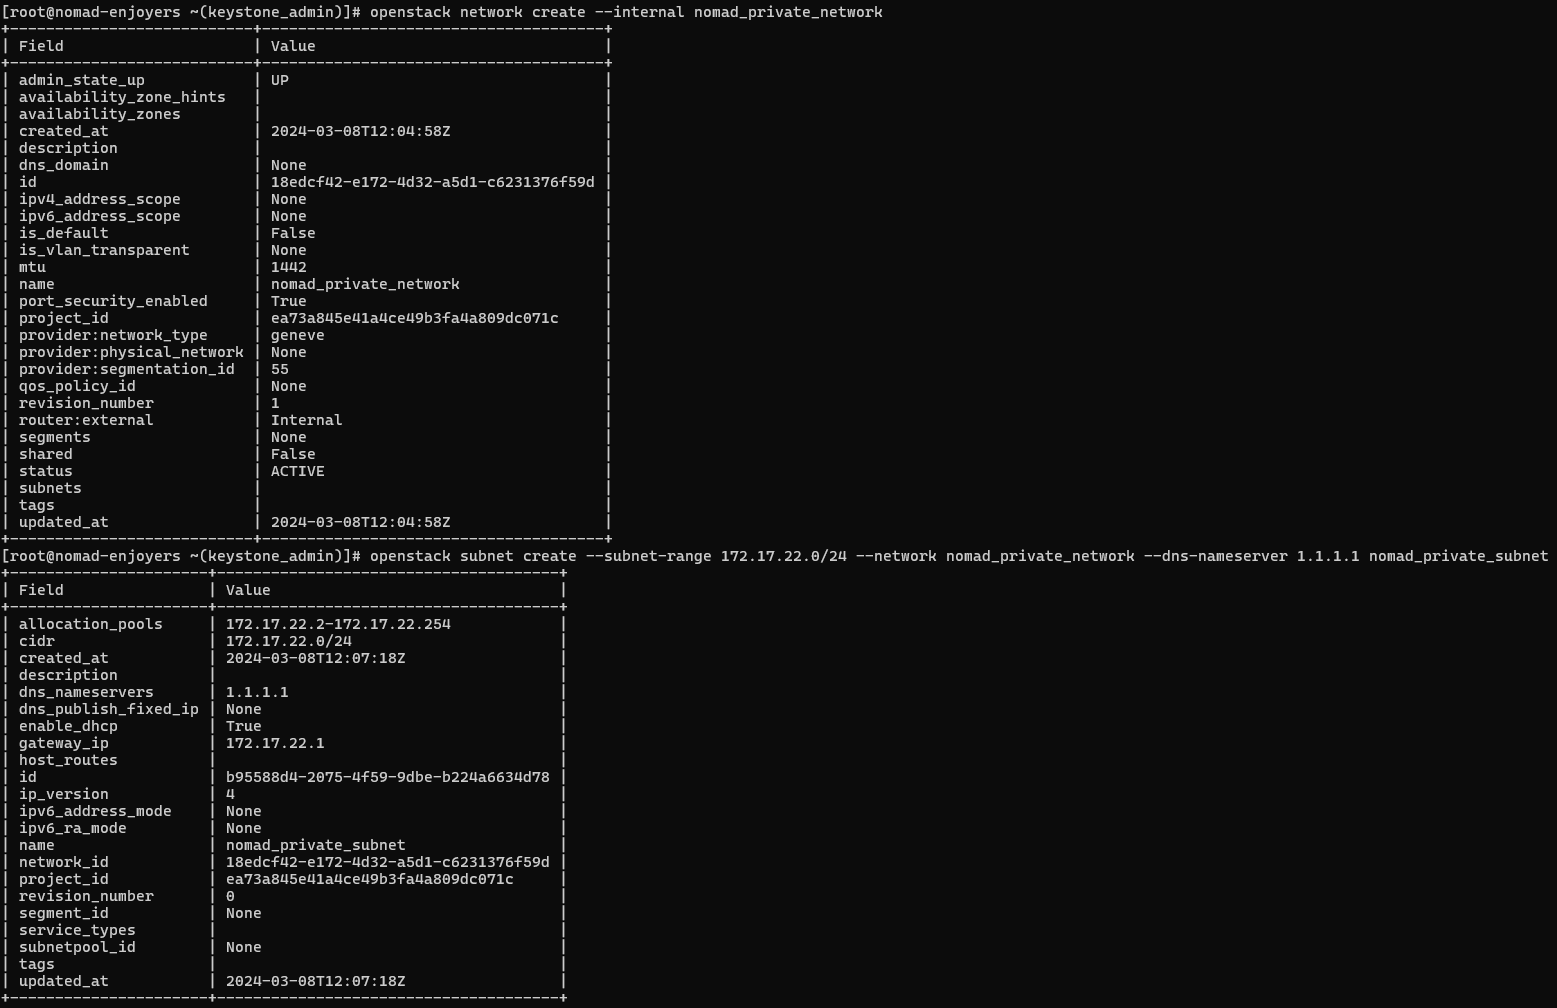 [root@nomad-enjoyers ~(keystone_admin)]# openstack network create --internal nomad_private_network
+---------------------------+--------------------------------------+
| Field                     | Value                                |
+---------------------------+--------------------------------------+
| admin_state_up            | UP                                   |
| availability_zone_hints   |                                      |
| availability_zones        |                                      |
| created_at                | 2024-03-08T12:04:58Z                 |
| description               |                                      |
| dns_domain                | None                                 |
| id                        | 18edcf42-e172-4d32-a5d1-c6231376f59d |
| ipv4_address_scope        | None                                 |
| ipv6_address_scope        | None                                 |
| is_default                | False                                |
| is_vlan_transparent       | None                                 |
| mtu                       | 1442                                 |
| name                      | nomad_private_network                |
| port_security_enabled     | True                                 |
| project_id                | ea73a845e41a4ce49b3fa4a809dc071c     |
| provider:network_type     | geneve                               |
| provider:physical_network | None                                 |
| provider:segmentation_id  | 55                                   |
| qos_policy_id             | None                                 |
| revision_number           | 1                                    |
| router:external           | Internal                             |
| segments                  | None                                 |
| shared                    | False                                |
| status                    | ACTIVE                               |
| subnets                   |                                      |
| tags                      |                                      |
| updated_at                | 2024-03-08T12:04:58Z                 |
+---------------------------+--------------------------------------+
[root@nomad-enjoyers ~(keystone_admin)]# openstack subnet create --subnet-range 172.17.22.0/24 --network nomad_private_network --dns-nameserver 1.1.1.1 nomad_private_subnet
+----------------------+--------------------------------------+
| Field                | Value                                |
+----------------------+--------------------------------------+
| allocation_pools     | 172.17.22.2-172.17.22.254            |
| cidr                 | 172.17.22.0/24                       |
| created_at           | 2024-03-08T12:07:18Z                 |
| description          |                                      |
| dns_nameservers      | 1.1.1.1                              |
| dns_publish_fixed_ip | None                                 |
| enable_dhcp          | True                                 |
| gateway_ip           | 172.17.22.1                          |
| host_routes          |                                      |
| id                   | b95588d4-2075-4f59-9dbe-b224a6634d78 |
| ip_version           | 4                                    |
| ipv6_address_mode    | None                                 |
| ipv6_ra_mode         | None                                 |
| name                 | nomad_private_subnet                 |
| network_id           | 18edcf42-e172-4d32-a5d1-c6231376f59d |
| project_id           | ea73a845e41a4ce49b3fa4a809dc071c     |
| revision_number      | 0                                    |
| segment_id           | None                                 |
| service_types        |                                      |
| subnetpool_id        | None                                 |
| tags                 |                                      |
| updated_at           | 2024-03-08T12:07:18Z                 |
+----------------------+--------------------------------------+